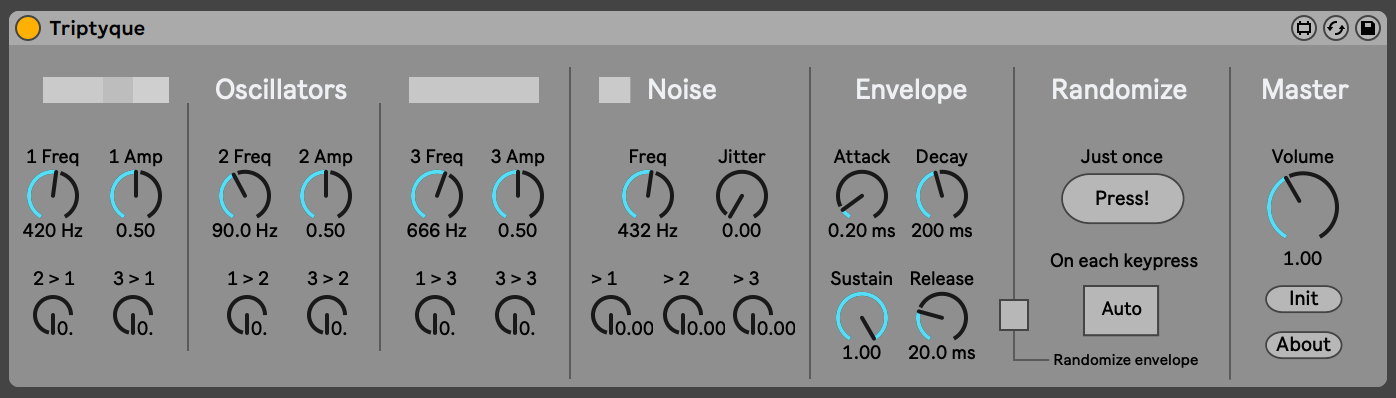 Triptyque
Oscillators Noise Envelope Randomize Master
1 Freq 1 Amp 2 Freq 2 Amp 3 Freq 3 Amp Freq Jitter Attack Decay Just once Volume
Press!
420 Hz 0.50 90.0 Hz 0.50 666 Hz 0.50 432 Hz 0.00 0.20 ms 200 ms
On each keypress 1.00
2 > 1 3 > 1 1 > 2 3 > 2 1 > 3 3 > 3 > 1 > 2 > 3 Sustain Release
Auto Init
0. 0. 0. 0. 0. 0. 0.00 0.00 0.00
1.00 20.0 ms About
Randomize envelope